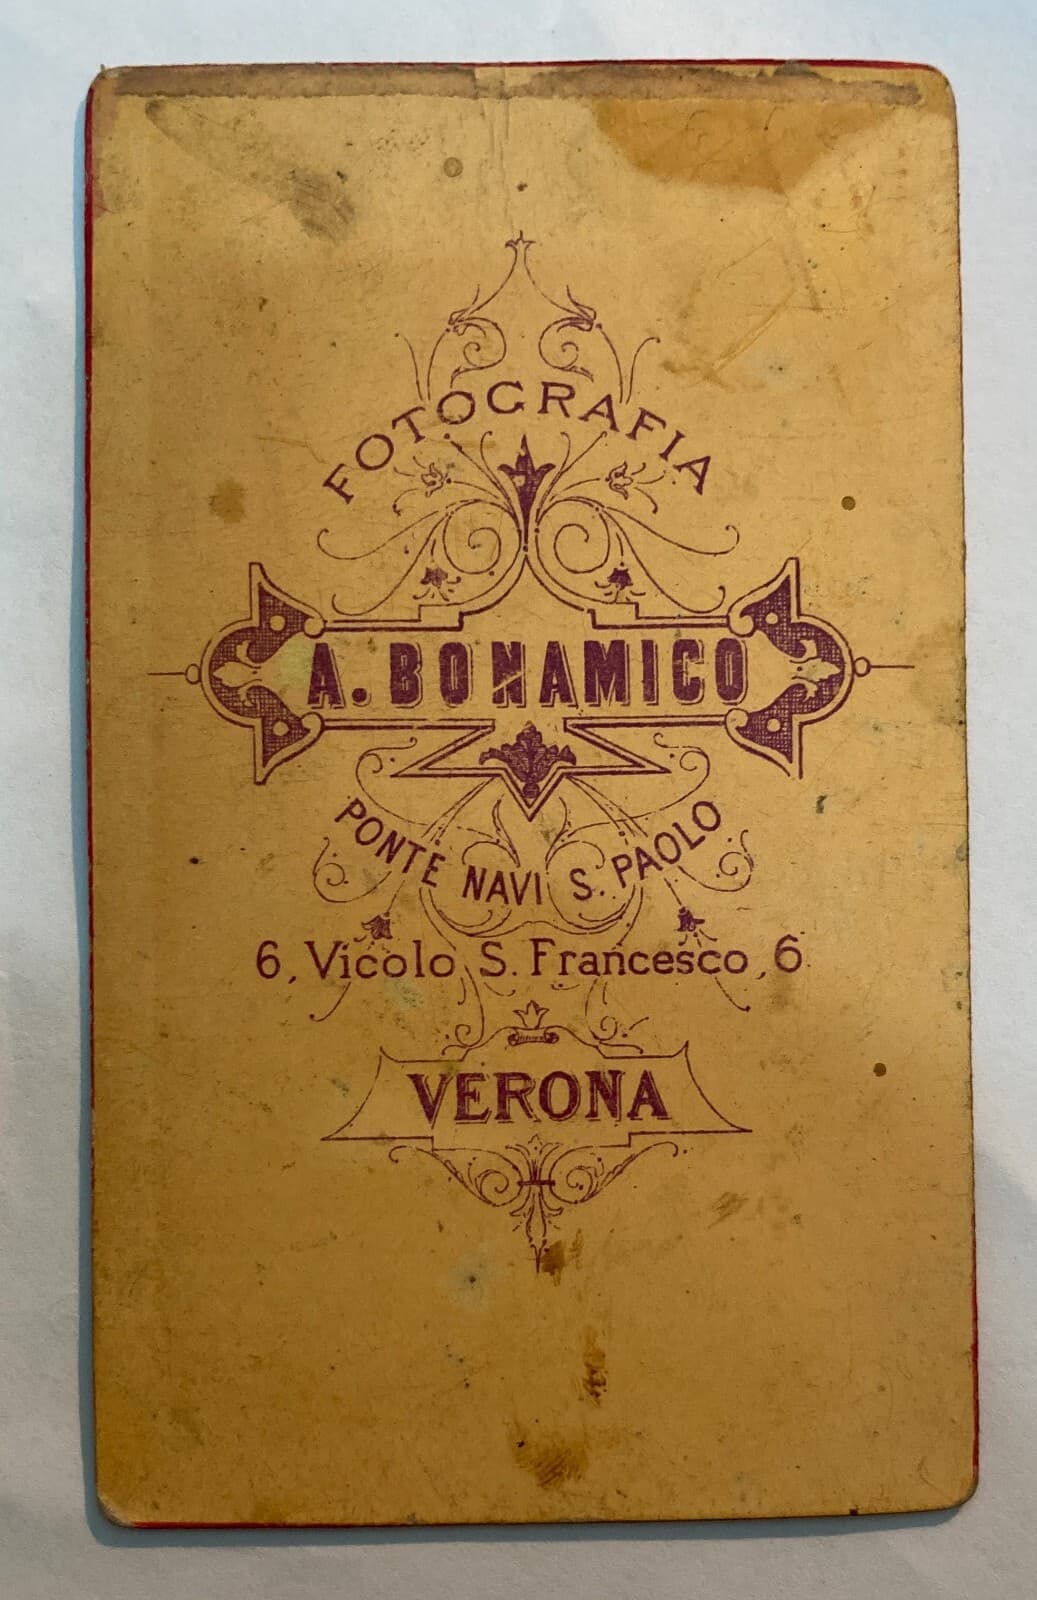 FOTOGRAFIA
A. BONAMICO
PONTE NAVI S. PAOLO
6, Vicolo S. Francesco, 6
VERONA